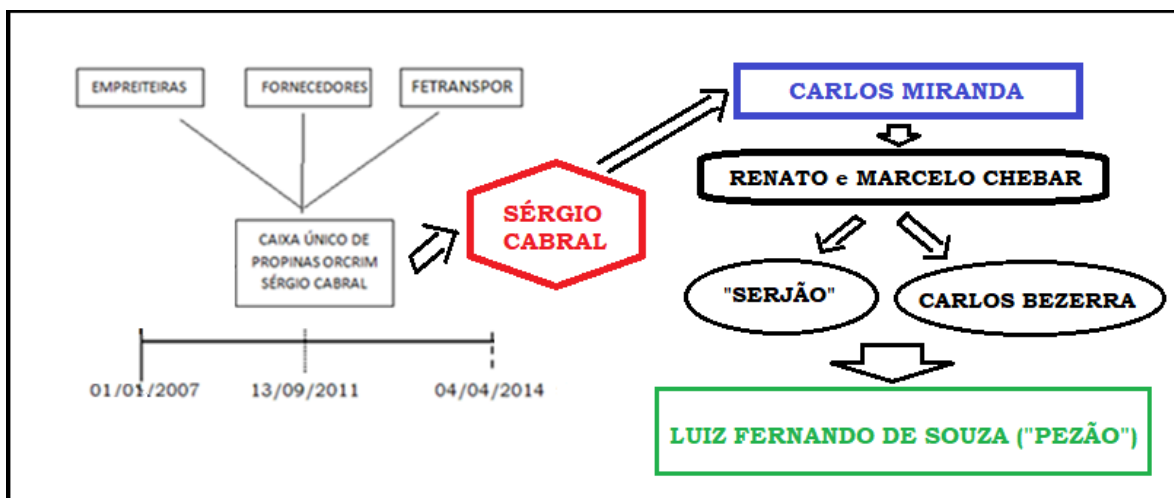 EMPREITEIRAS
FORNECEDORES
FETRANSPOR
CAIXA ÚNICO DE
PROPINAS ORCRIM
SÉRGIO CABRAL
01/01/2007
13/09/2011
04/04/2014
SÉRGIO
CABRAL
CARLOS MIRANDA
RENATO e MARCELO CHEBAR
"SERJÃO"
CARLOS BEZERRA
LUIZ FERNANDO DE SOUZA ("PEZÃO")